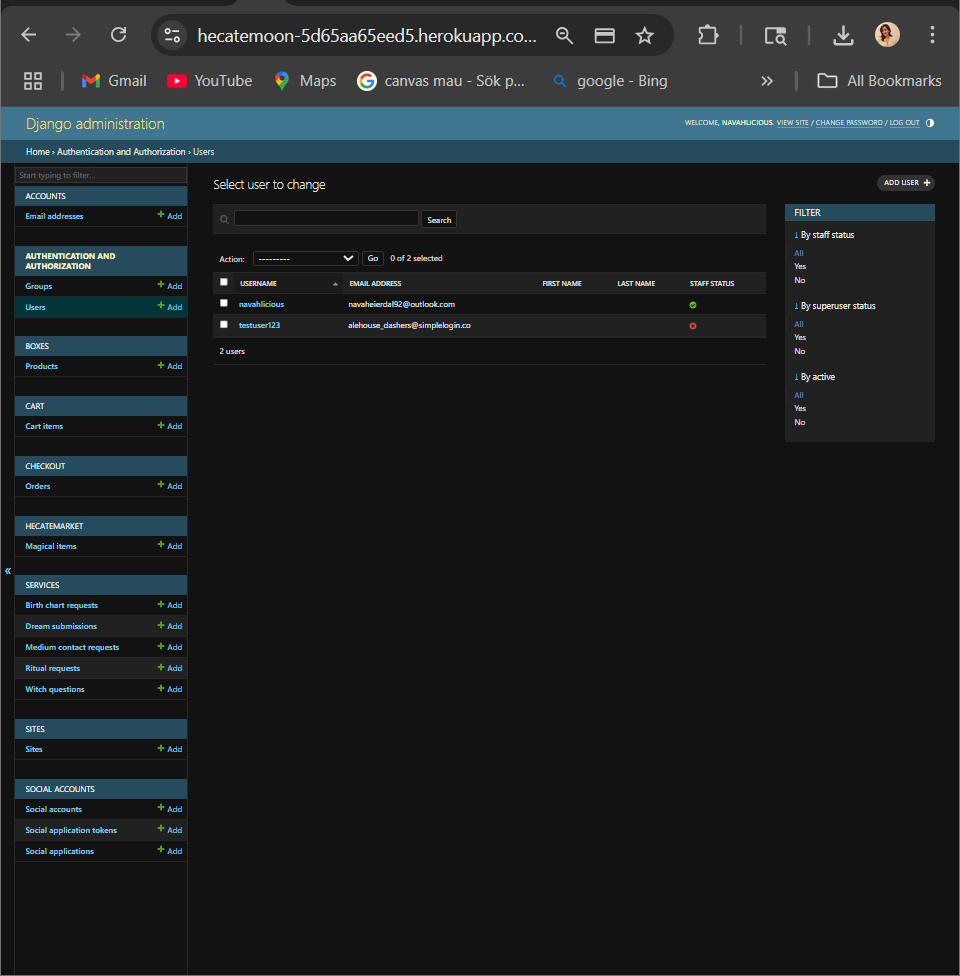 hecatemoon-5d65aa65eed5.herokuapp.co...
Gmail
YouTube
Maps
canvas mau - Sök p...
google - Bing
»
All Bookmarks
Django administration
WELCOME, NAVAHLICIOUS. VIEW SITE / CHANGE PASSWORD / LOG OUT
Home › Authentication and Authorization › Users
Start typing to filter...
ACCOUNTS
Email addresses + Add
AUTHENTICATION AND
AUTHORIZATION
Groups + Add
Users + Add
BOXES
Products + Add
CART
Cart items + Add
CHECKOUT
Orders + Add
HECATEMARKET
Magical items + Add
SERVICES
Birth chart requests + Add
Dream submissions + Add
Medium contact requests + Add
Ritual requests + Add
Witch questions + Add
SITES
Sites + Add
SOCIAL ACCOUNTS
Social accounts + Add
Social application tokens + Add
Social applications + Add
«
Select user to change
ADD USER +
Search
Action: --------- Go 0 of 2 selected
USERNAME EMAIL ADDRESS FIRST NAME LAST NAME STAFF STATUS
navahlicious navaheierdal92@outlook.com
testuser123 alehouse_dashers@simplelogin.co
2 users
FILTER
↓ By staff status
All
Yes
No
↓ By superuser status
All
Yes
No
↓ By active
All
Yes
No